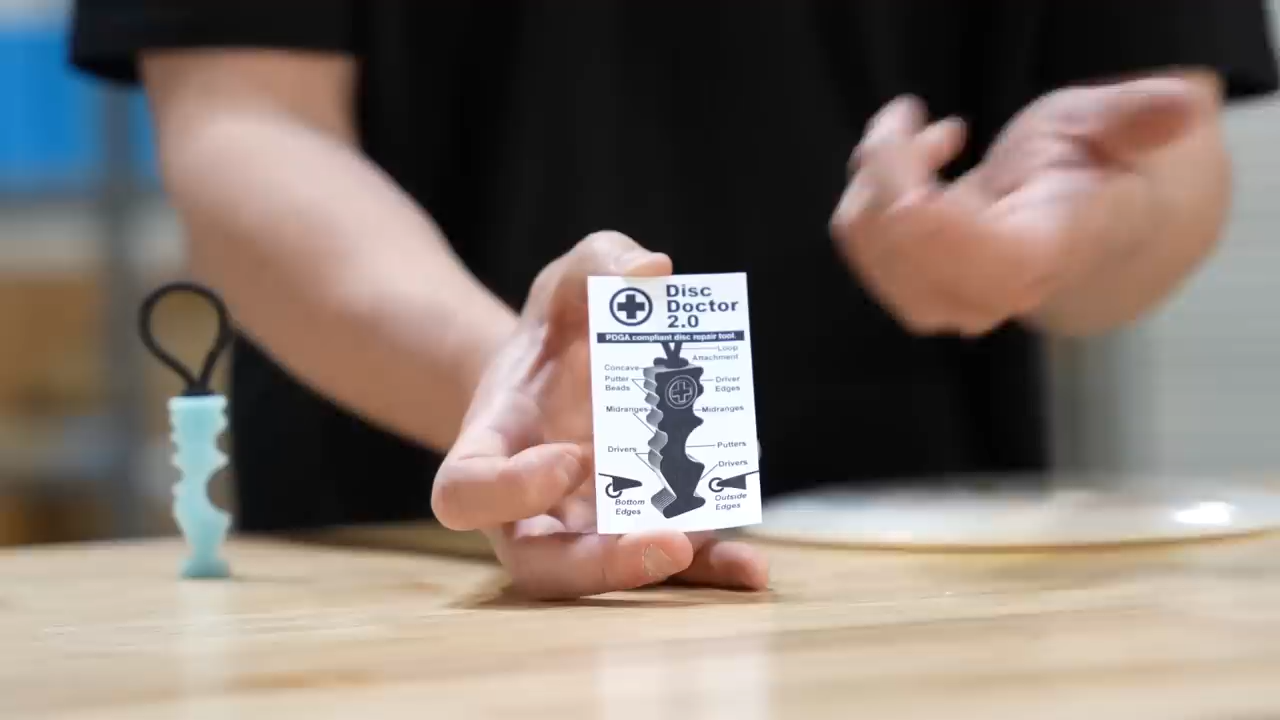 Disc
Doctor
2.0
PDGA compliant disc repair tool.
Loop
Attachment
Concave
Putter
Beads
Driver
Edges
Midranges
Midranges
Putters
Drivers
Drivers
Bottom
Edges
Outside
Edges